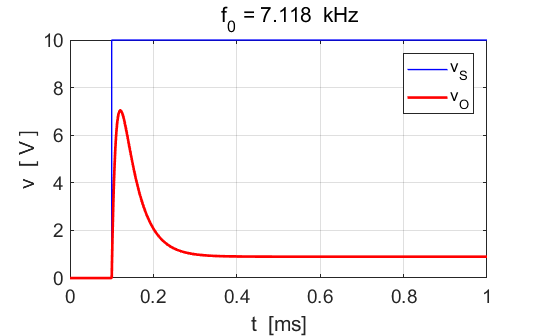 f0 = 7.118 kHz
10
8
6
4
2
0
v [ V ]
vS
vO
0 0.2 0.4 0.6 0.8 1
t [ms]